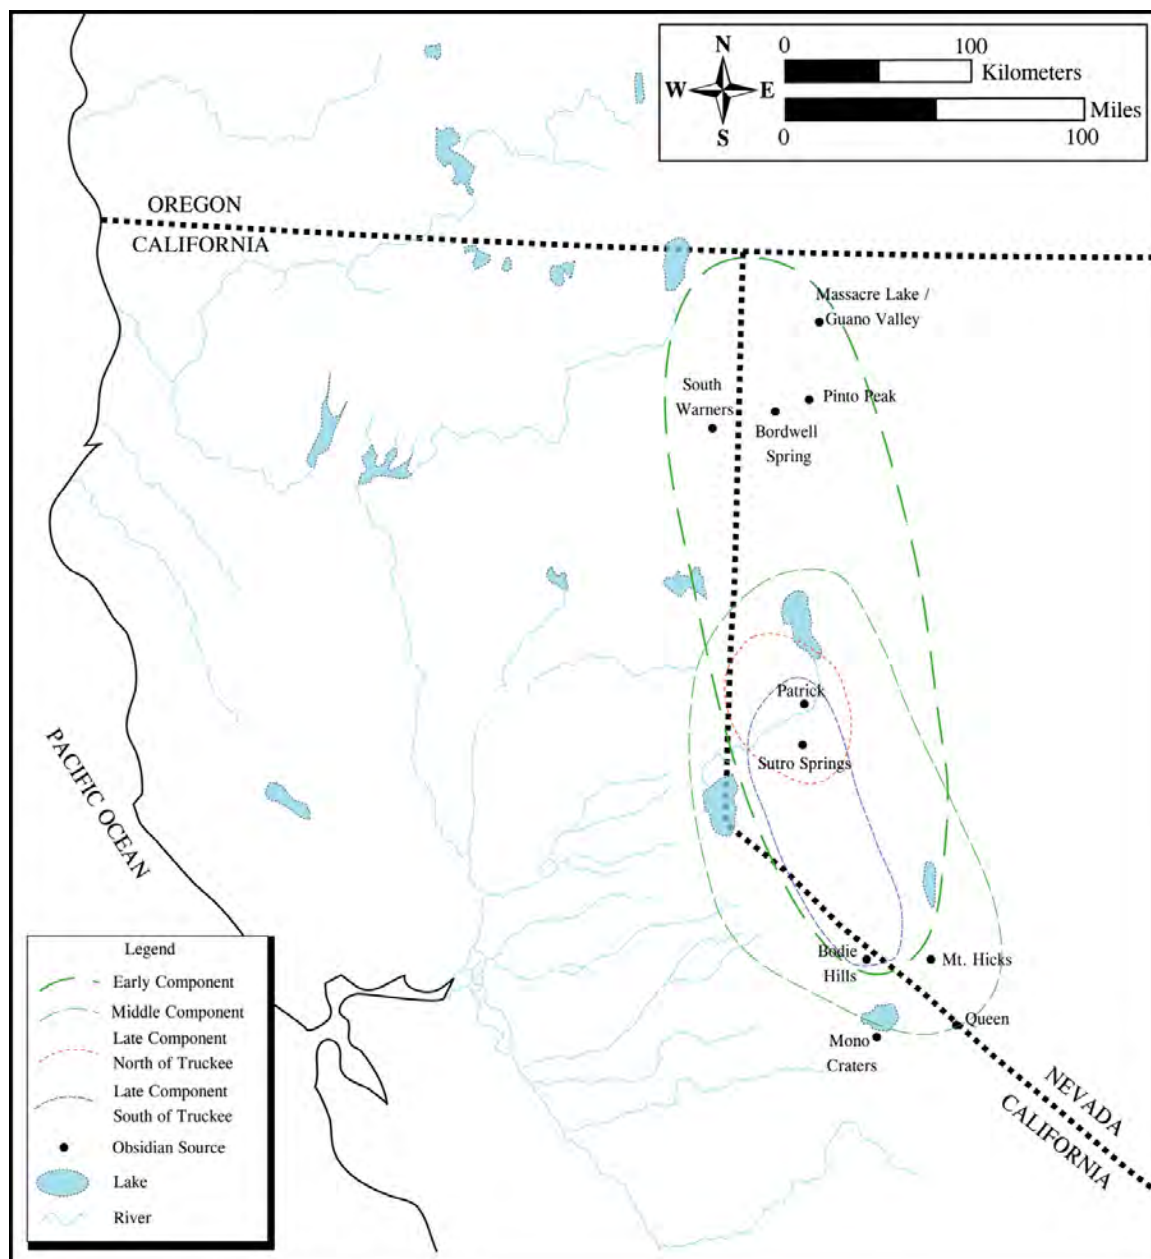 N
W E
S
0 100
Kilometers
Miles
0 100
OREGON
CALIFORNIA
Massacre Lake /
Guano Valley
South
Warners
Pinto Peak
Bordwell
Spring
Patrick
Sutro Springs
PACIFIC OCEAN
Bodie
Hills
Mt. Hicks
Queen
Mono
Craters
NEVADA
CALIFORNIA
Legend
Early Component
Middle Component
Late Component
North of Truckee
Late Component
South of Truckee
Obsidian Source
Lake
River